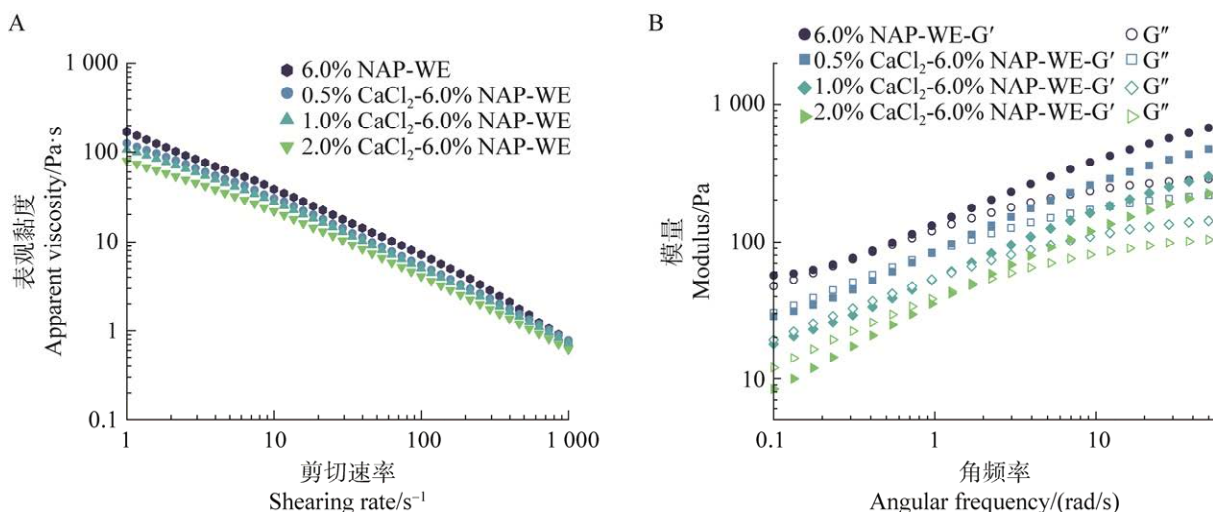 A
表观黏度
Apparent viscosity/Pa·s
1 000
100
10
1
0.1
6.0% NAP-WE
0.5% CaCl₂-6.0% NAP-WE
1.0% CaCl₂-6.0% NAP-WE
2.0% CaCl₂-6.0% NAP-WE
1 10 100 1 000
剪切速率
Shearing rate/s⁻¹
B
模量
Modulus/Pa
1 000
100
10
6.0% NAP-WE-G′ G″
0.5% CaCl₂-6.0% NAP-WE-G′ G″
1.0% CaCl₂-6.0% NAP-WE-G′ G″
2.0% CaCl₂-6.0% NAP-WE-G′ G″
0.1 1 10
角频率
Angular frequency/(rad/s)